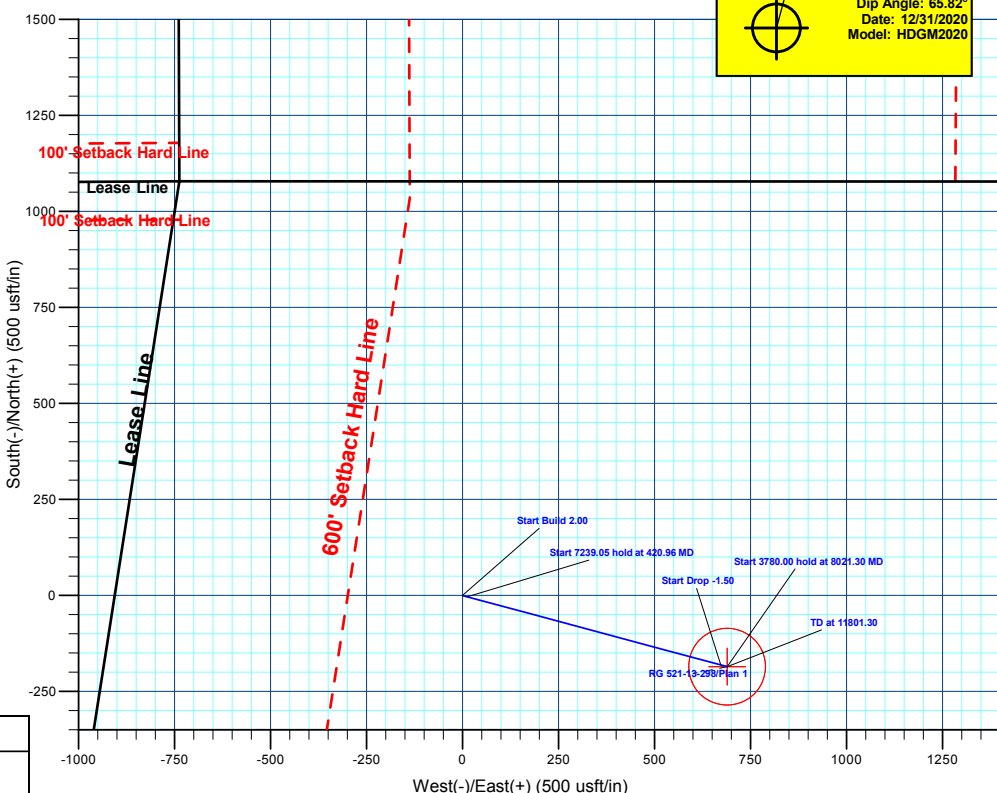 Dip Angle: 65.82°
Date: 12/31/2020
Model: HDGM2020
1500
1250
1000
750
500
250
0
-250
South(-)/North(+) (500 usft/in)
100' Setback Hard Line
Lease Line
100' Setback Hard Line
Lease Line
600' Setback Hard Line
Start Build 2.00
Start 7239.05 hold at 420.96 MD
Start Drop -1.50
Start 3780.00 hold at 8021.30 MD
TD at 11801.30
RG 521-13-298/Plan 1
-1000 -750 -500 -250 0 250 500 750 1000 1250
West(-)/East(+) (500 usft/in)